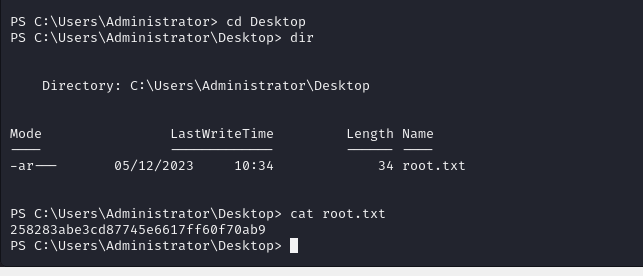 PS C:\Users\Administrator> cd Desktop
PS C:\Users\Administrator\Desktop> dir
Directory: C:\Users\Administrator\Desktop
Mode LastWriteTime Length Name
---- ------------- ------ ----
-ar--- 05/12/2023 10:34 34 root.txt
PS C:\Users\Administrator\Desktop> cat root.txt
258283abe3cd87745e6617ff60f70ab9
PS C:\Users\Administrator\Desktop>